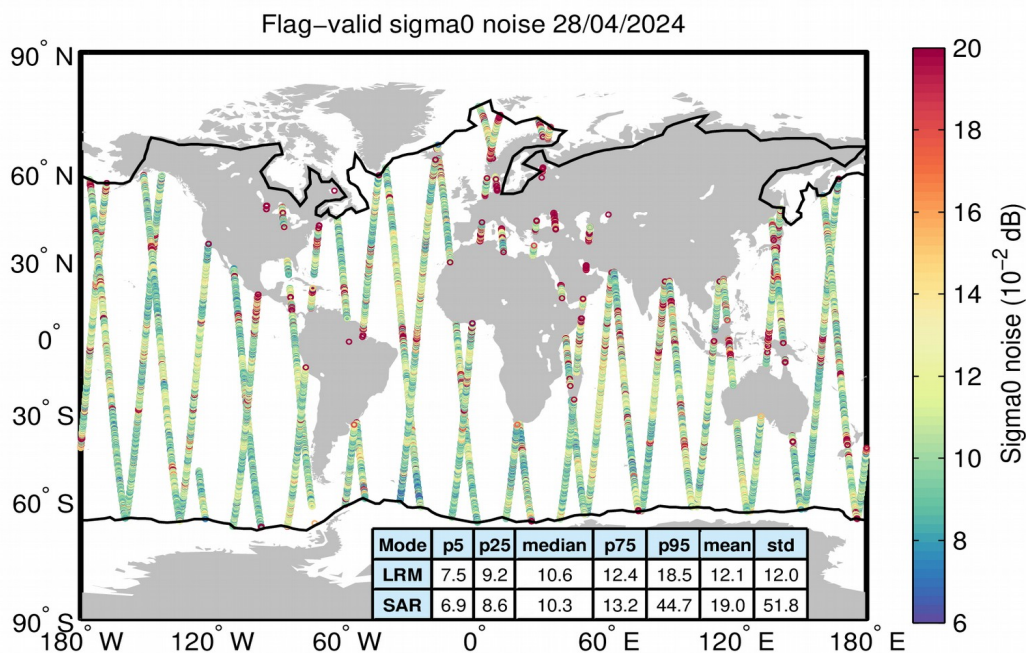 Flag−valid sigma0 noise 28/04/2024
90° N
60° N
30° N
0°
30° S
60° S
90° S
180° W
120° W
60° W
0°
60° E
120° E
180° E
Mode p5 p25 median p75 p95 mean std
LRM 7.5 9.2 10.6 12.4 18.5 12.1 12.0
SAR 6.9 8.6 10.3 13.2 44.7 19.0 51.8
20
18
16
14
12
10
8
6
Sigma0 noise (10⁻² dB)